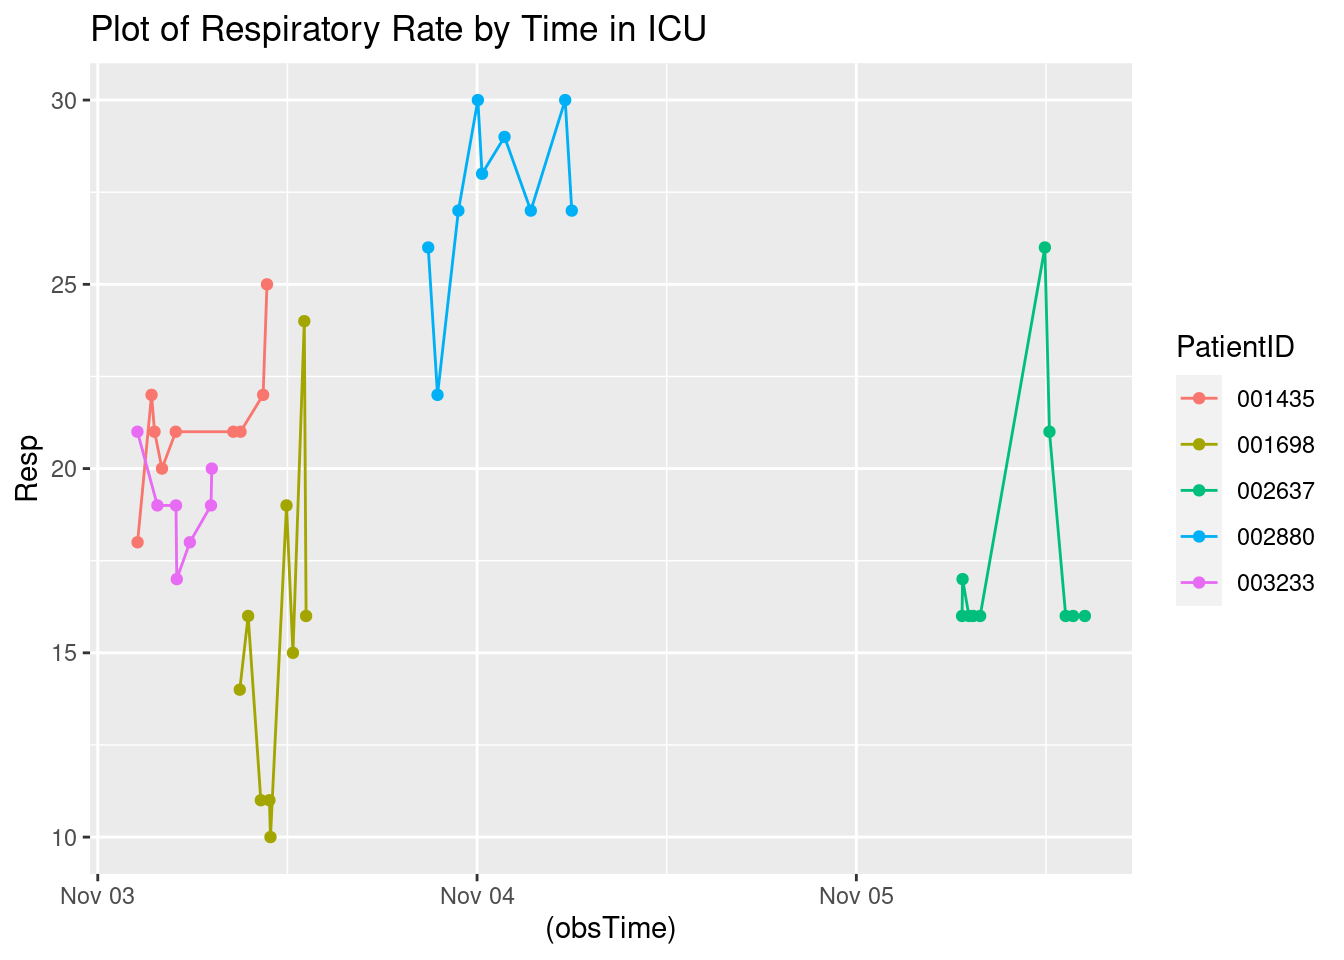 Plot of Respiratory Rate by Time in ICU
30
25
20
15
10
Resp
Nov 03
Nov 04
Nov 05
(obsTime)
PatientID
001435
001698
002637
002880
003233